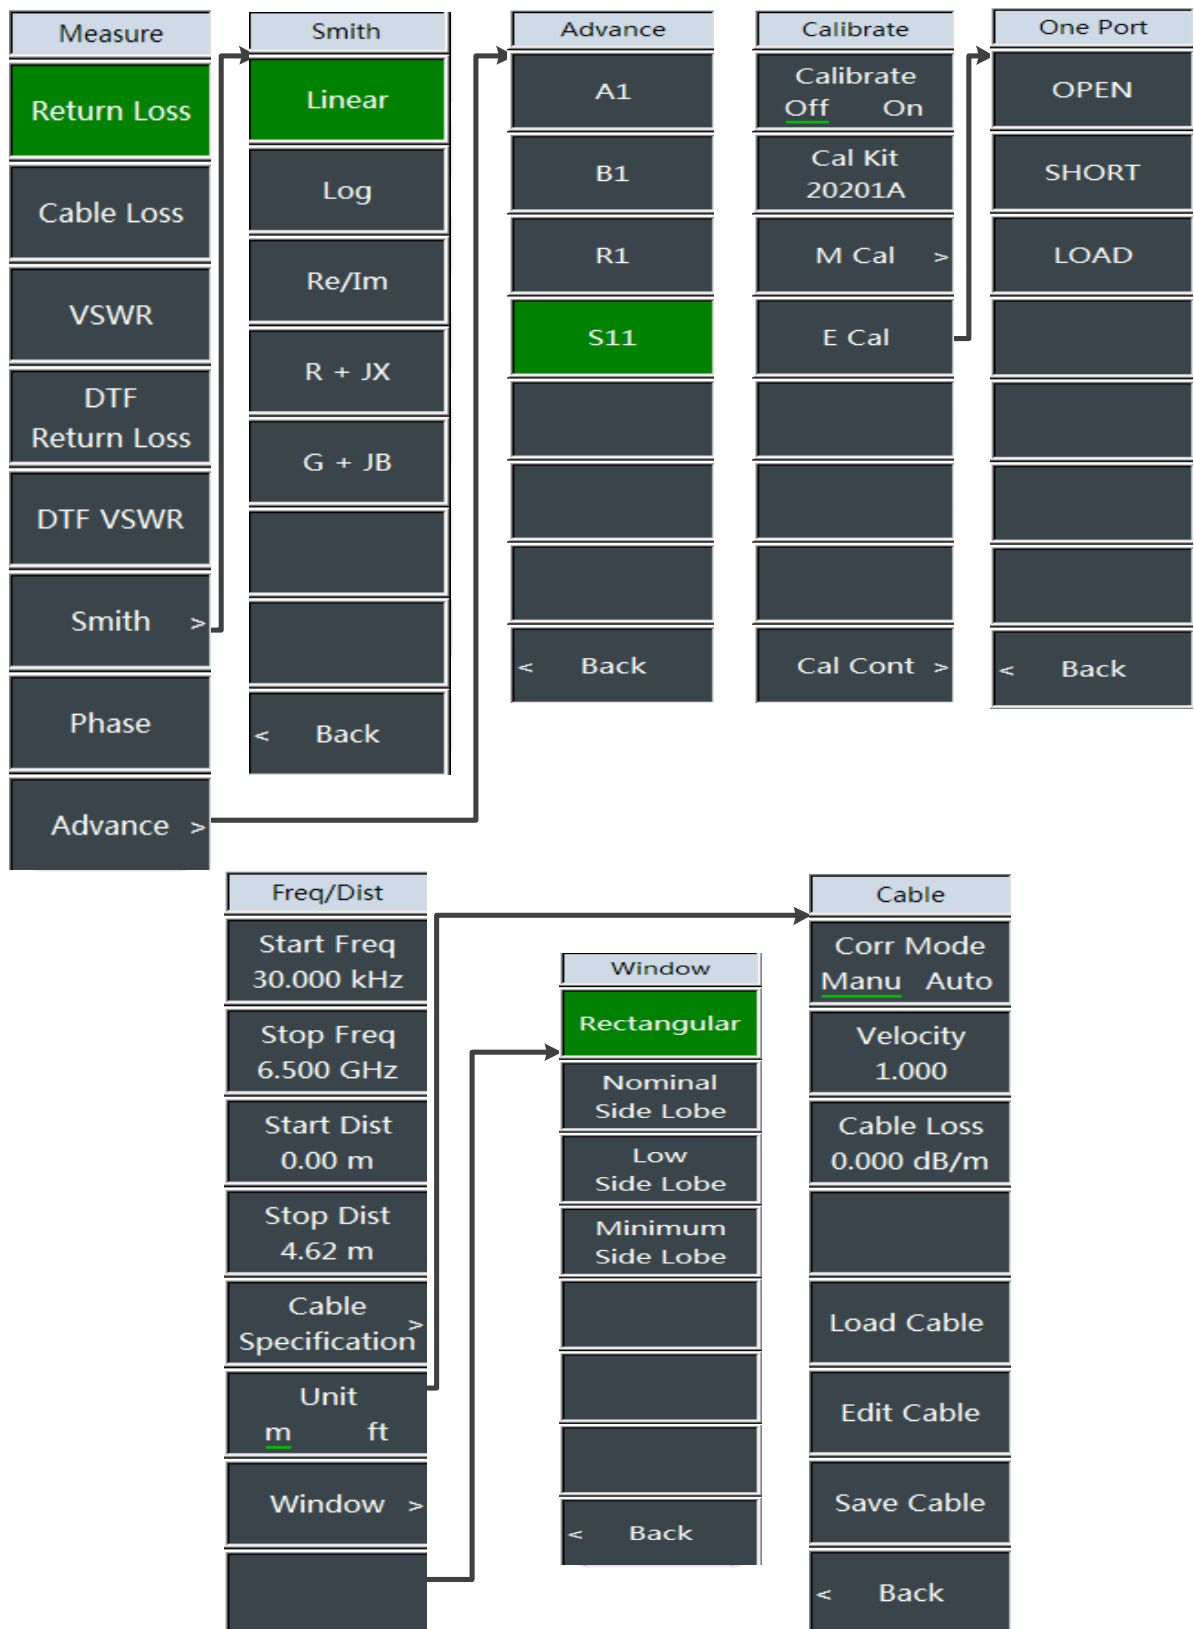 Measure
Return Loss
Cable Loss
VSWR
DTF
Return Loss
DTF VSWR
Smith >
Phase
Advance >
Smith
Linear
Log
Re/Im
R + JX
G + JB
< Back
Advance
A1
B1
R1
S11
< Back
Calibrate
Calibrate
Off On
Cal Kit
20201A
M Cal >
E Cal
Cal Cont >
One Port
OPEN
SHORT
LOAD
< Back
Freq/Dist
Start Freq
30.000 kHz
Stop Freq
6.500 GHz
Start Dist
0.00 m
Stop Dist
4.62 m
Cable
Specification >
Unit
m ft
Window >
Window
Rectangular
Nominal
Side Lobe
Low
Side Lobe
Minimum
Side Lobe
< Back
Cable
Corr Mode
Manu Auto
Velocity
1.000
Cable Loss
0.000 dB/m
Load Cable
Edit Cable
Save Cable
< Back